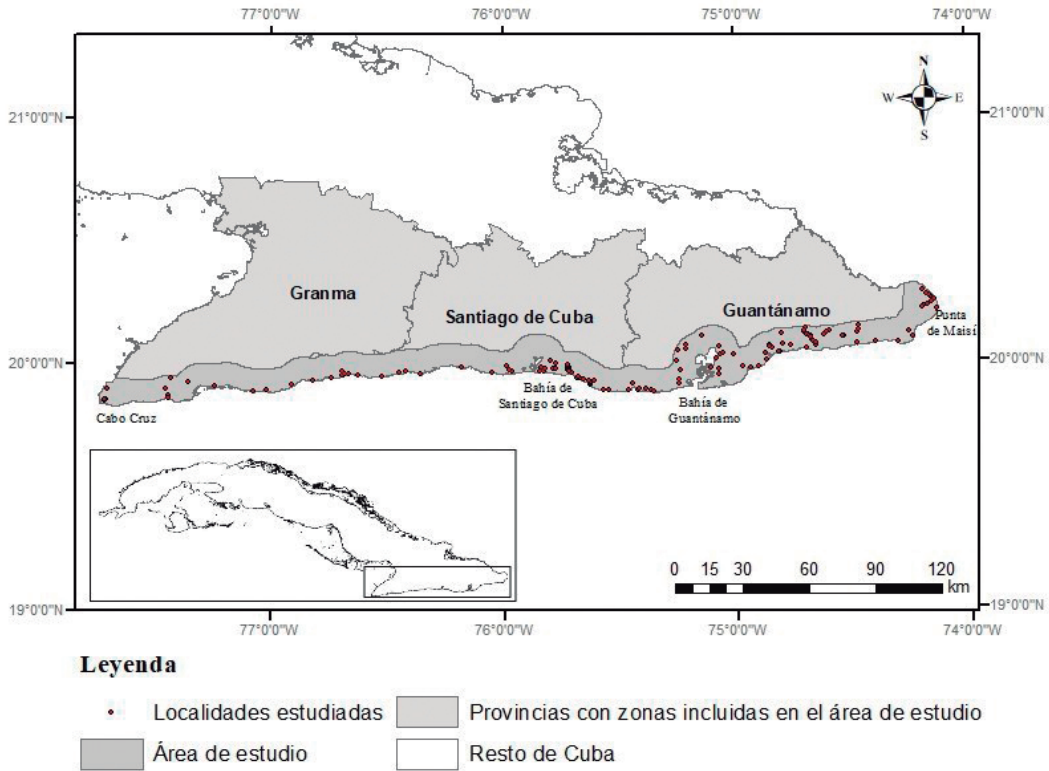 77°0'0"W 76°0'0"W 75°0'0"W 74°0'0"W
21°0'0"N
21°0'0"N
N
W E
S
Granma
Santiago de Cuba
Guantánamo
Punta
de Maisí
20°0'0"N
20°0'0"N
Cabo Cruz
Bahía de
Santiago de Cuba
Bahía de
Guantánamo
0 15 30 60 90 120
km
19°0'0"N
19°0'0"N
77°0'0"W 76°0'0"W 75°0'0"W 74°0'0"W
Leyenda
Localidades estudiadas
Provincias con zonas incluidas en el área de estudio
Área de estudio
Resto de Cuba